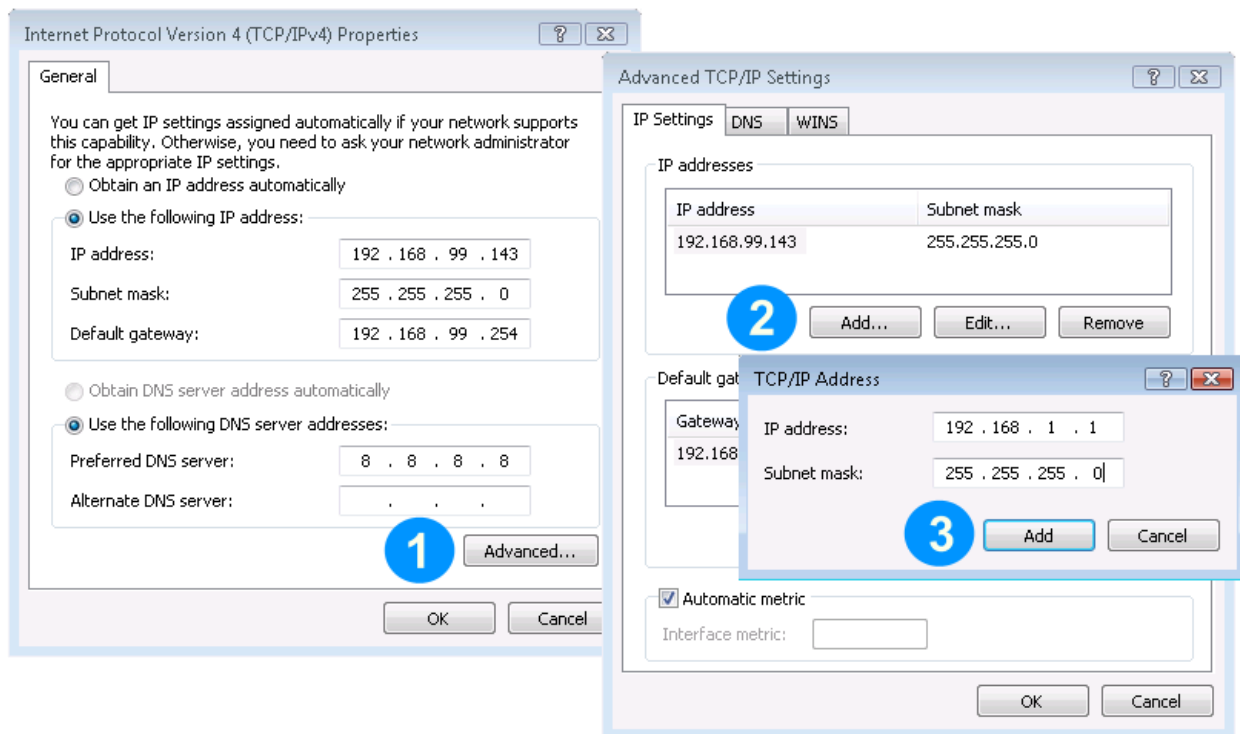 Internet Protocol Version 4 (TCP/IPv4) Properties
General
You can get IP settings assigned automatically if your network supports
this capability. Otherwise, you need to ask your network administrator
for the appropriate IP settings.
Obtain an IP address automatically
Use the following IP address:
IP address: 192 . 168 . 99 . 143
Subnet mask: 255 . 255 . 255 . 0
Default gateway: 192 . 168 . 99 . 254
Obtain DNS server address automatically
Use the following DNS server addresses:
Preferred DNS server: 8 . 8 . 8 . 8
Alternate DNS server: . . .
1 Advanced...
OK Cancel
Advanced TCP/IP Settings
IP Settings DNS WINS
IP addresses
IP address Subnet mask
192.168.99.143 255.255.255.0
2 Add... Edit... Remove
Default gat
Gateway
192.168
TCP/IP Address
IP address: 192 . 168 . 1 . 1
Subnet mask: 255 . 255 . 255 . 0
3 Add Cancel
Automatic metric
Interface metric:
OK Cancel